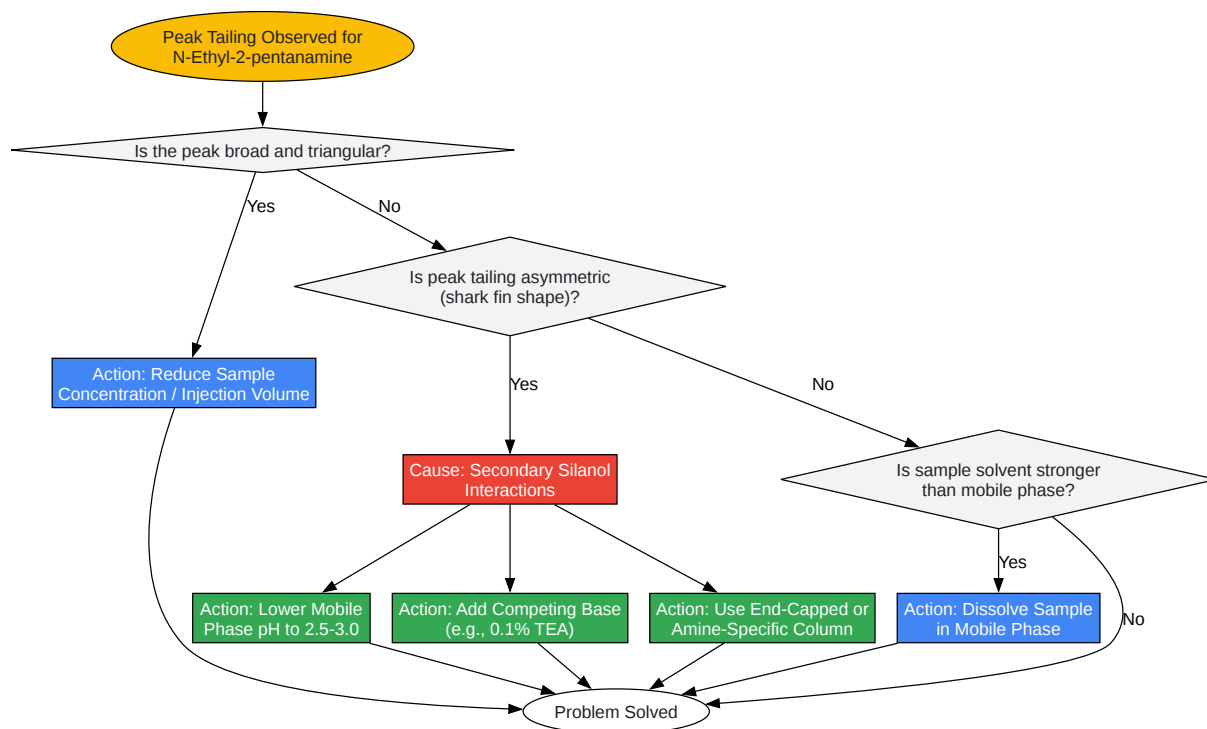 Peak Tailing Observed for
N-Ethyl-2-pentanamine
Is the peak broad and triangular?
Yes
No
Is peak tailing asymmetric
(shark fin shape)?
Action: Reduce Sample
Concentration / Injection Volume
Yes
No
Cause: Secondary Silanol
Interactions
Is sample solvent stronger
than mobile phase?
Yes
No
Action: Lower Mobile
Phase pH to 2.5-3.0
Action: Add Competing Base
(e.g., 0.1% TEA)
Action: Use End-Capped or
Amine-Specific Column
Action: Dissolve Sample
in Mobile Phase
Problem Solved